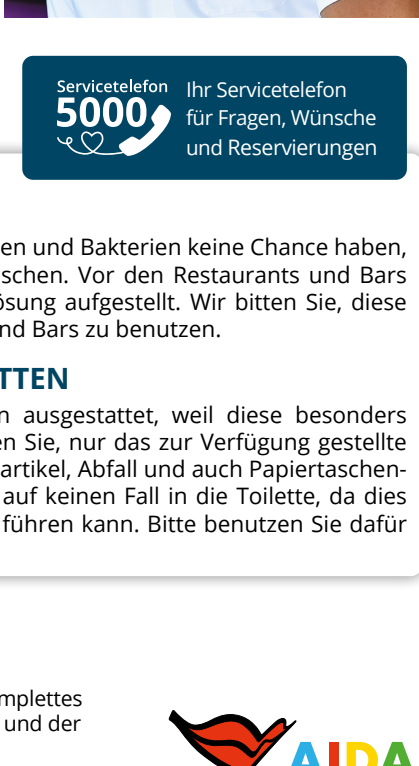 Servicetelefon
5000
Ihr Servicetelefon
für Fragen, Wünsche
und Reservierungen
en und Bakterien keine Chance haben,
schen. Vor den Restaurants und Bars
ösung aufgestellt. Wir bitten Sie, diese
nd Bars zu benutzen.
TTEN
n ausgestattet, weil diese besonders
en Sie, nur das zur Verfügung gestellte
artikel, Abfall und auch Papiertaschen-
auf keinen Fall in die Toilette, da dies
führen kann. Bitte benutzen Sie dafür
mplettes
und der
AIDA